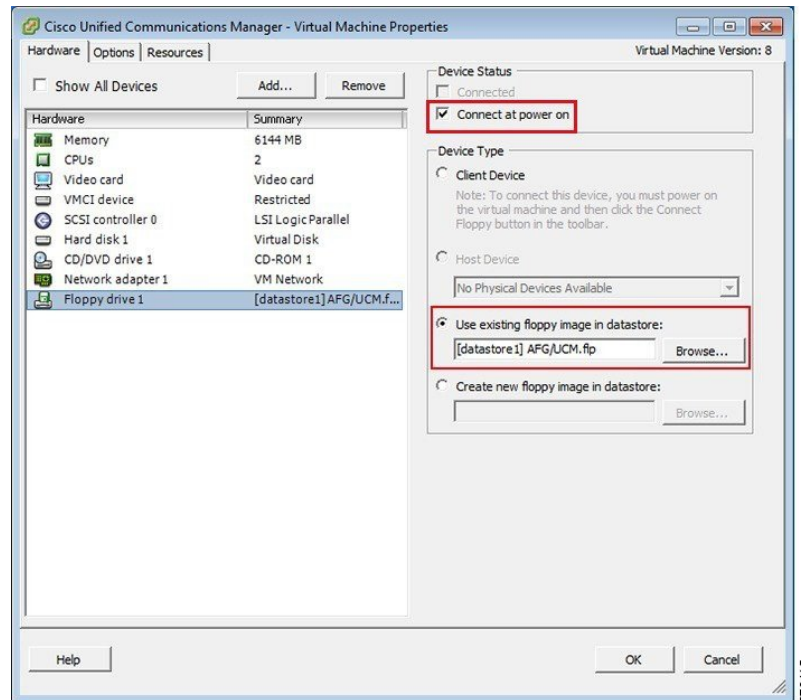 Cisco Unified Communications Manager - Virtual Machine Properties
Hardware Options Resources Virtual Machine Version: 8
Show All Devices Add... Remove
Hardware Summary
Memory 6144 MB
CPUs 2
Video card Video card
VMCI device Restricted
SCSI controller 0 LSI Logic Parallel
Hard disk 1 Virtual Disk
CD/DVD drive 1 CD-ROM 1
Network adapter 1 VM Network
Floppy drive 1 [datastore1] AFG/UCM.f...
Device Status
Connected
Connect at power on
Device Type
Client Device
Note: To connect this device, you must power on
the virtual machine and then click the Connect
Floppy button in the toolbar.
Host Device
No Physical Devices Available
Use existing floppy image in datastore:
[datastore1] AFG/UCM.flp Browse...
Create new floppy image in datastore:
Browse...
Help OK Cancel